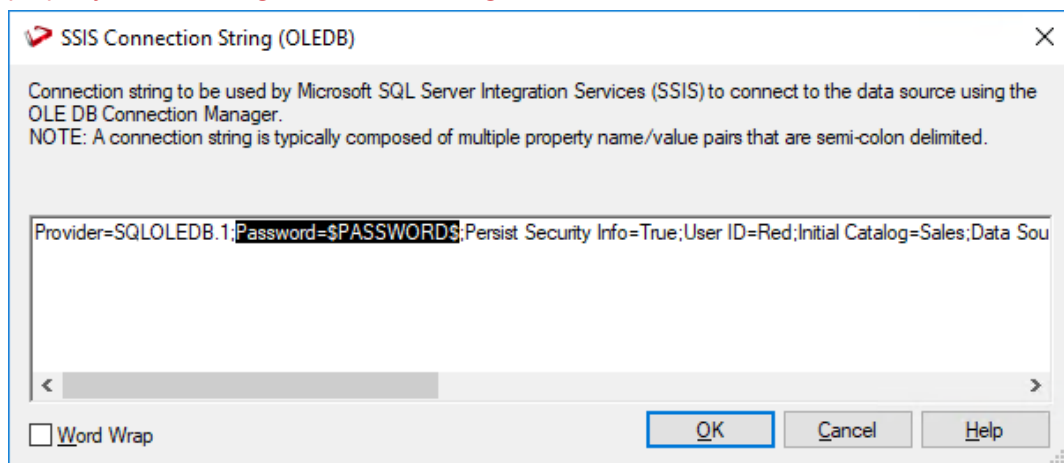 SSIS Connection String (OLEDB)
Connection string to be used by Microsoft SQL Server Integration Services (SSIS) to connect to the data source using the
OLE DB Connection Manager.
NOTE: A connection string is typically composed of multiple property name/value pairs that are semi-colon delimited.
Provider=SQLOLEDB.1;Password=$PASSWORD$;Persist Security Info=True;User ID=Red;Initial Catalog=Sales;Data Sou
Word Wrap
OK
Cancel
Help